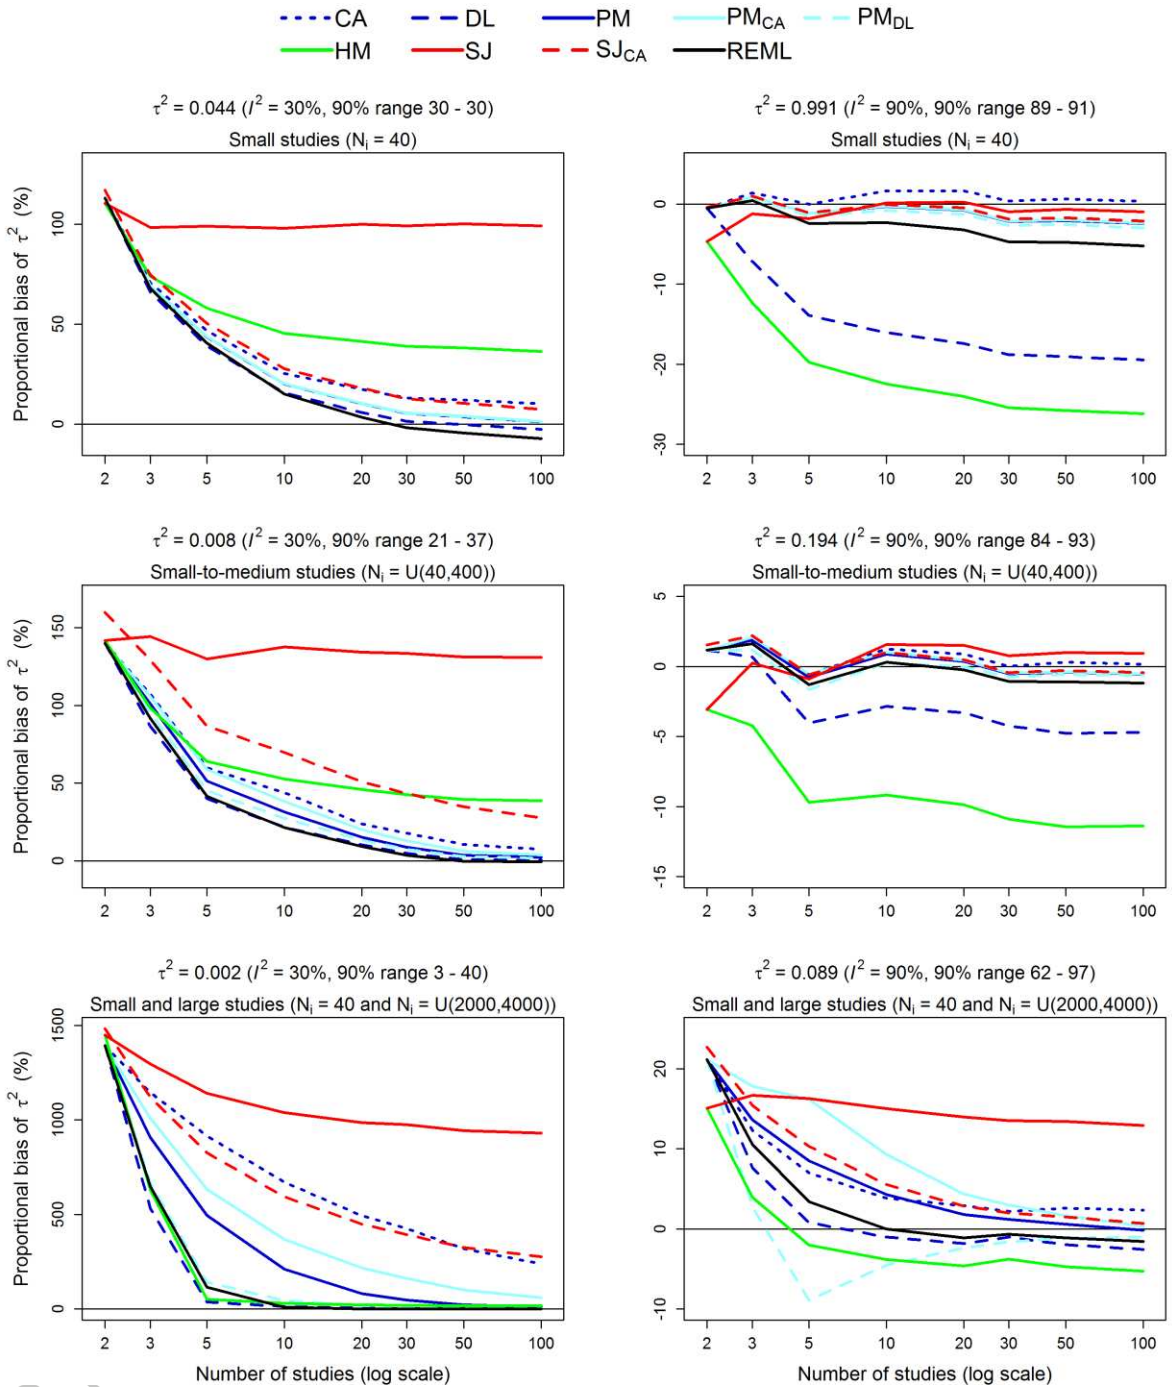 CA DL PM PM_CA PM_DL
HM SJ SJ_CA REML
τ² = 0.044 (I² = 30%, 90% range 30 - 30)
Small studies (Nᵢ = 40)
Proportional bias of τ² (%)
100
50
0
2 3 5 10 20 30 50 100
τ² = 0.991 (I² = 90%, 90% range 89 - 91)
Small studies (Nᵢ = 40)
0
-10
-20
-30
2 3 5 10 20 30 50 100
τ² = 0.008 (I² = 30%, 90% range 21 - 37)
Small-to-medium studies (Nᵢ = U(40,400))
Proportional bias of τ² (%)
150
100
50
0
2 3 5 10 20 30 50 100
τ² = 0.194 (I² = 90%, 90% range 84 - 93)
Small-to-medium studies (Nᵢ = U(40,400))
5
0
-5
-10
-15
2 3 5 10 20 30 50 100
τ² = 0.002 (I² = 30%, 90% range 3 - 40)
Small and large studies (Nᵢ = 40 and Nᵢ = U(2000,4000))
Proportional bias of τ² (%)
1500
1000
500
0
2 3 5 10 20 30 50 100
Number of studies (log scale)
τ² = 0.089 (I² = 90%, 90% range 62 - 97)
Small and large studies (Nᵢ = 40 and Nᵢ = U(2000,4000))
20
10
0
-10
2 3 5 10 20 30 50 100
Number of studies (log scale)